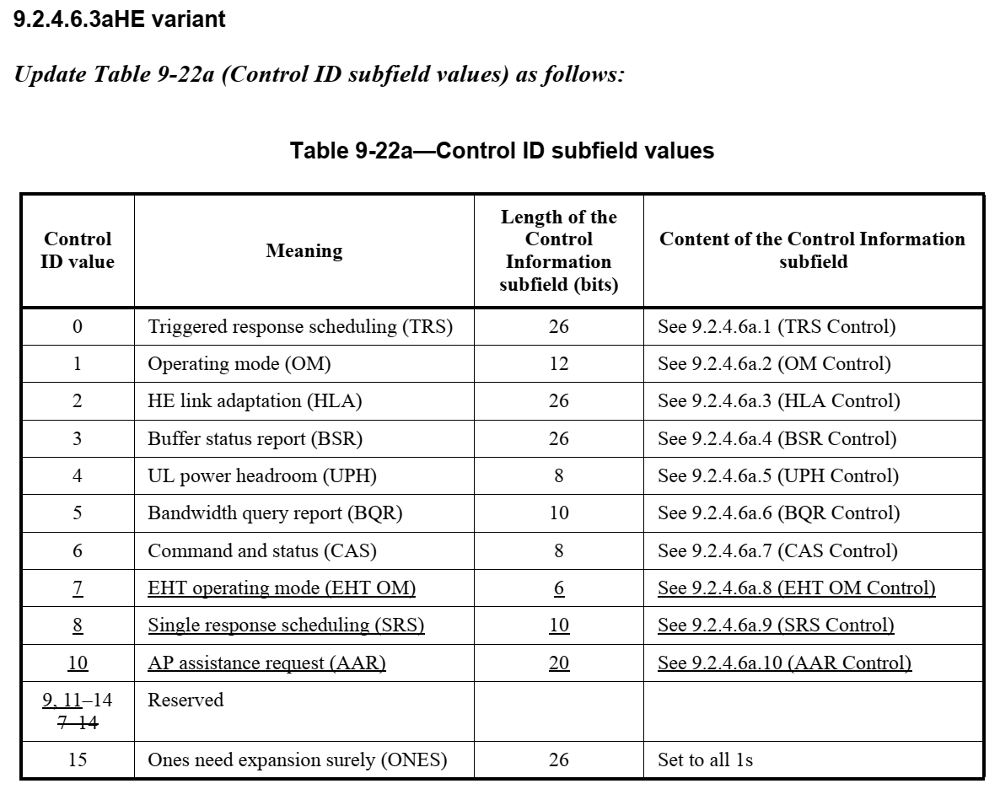 9.2.4.6.3aHE variant
Update Table 9-22a (Control ID subfield values) as follows:
Table 9-22a—Control ID subfield values
Control ID value | Meaning | Length of the Control Information subfield (bits) | Content of the Control Information subfield
0 | Triggered response scheduling (TRS) | 26 | See 9.2.4.6a.1 (TRS Control)
1 | Operating mode (OM) | 12 | See 9.2.4.6a.2 (OM Control)
2 | HE link adaptation (HLA) | 26 | See 9.2.4.6a.3 (HLA Control)
3 | Buffer status report (BSR) | 26 | See 9.2.4.6a.4 (BSR Control)
4 | UL power headroom (UPH) | 8 | See 9.2.4.6a.5 (UPH Control)
5 | Bandwidth query report (BQR) | 10 | See 9.2.4.6a.6 (BQR Control)
6 | Command and status (CAS) | 8 | See 9.2.4.6a.7 (CAS Control)
7 | EHT operating mode (EHT OM) | 6 | See 9.2.4.6a.8 (EHT OM Control)
8 | Single response scheduling (SRS) | 10 | See 9.2.4.6a.9 (SRS Control)
10 | AP assistance request (AAR) | 20 | See 9.2.4.6a.10 (AAR Control)
9, 11–14 | Reserved
7–14
15 | Ones need expansion surely (ONES) | 26 | Set to all 1s